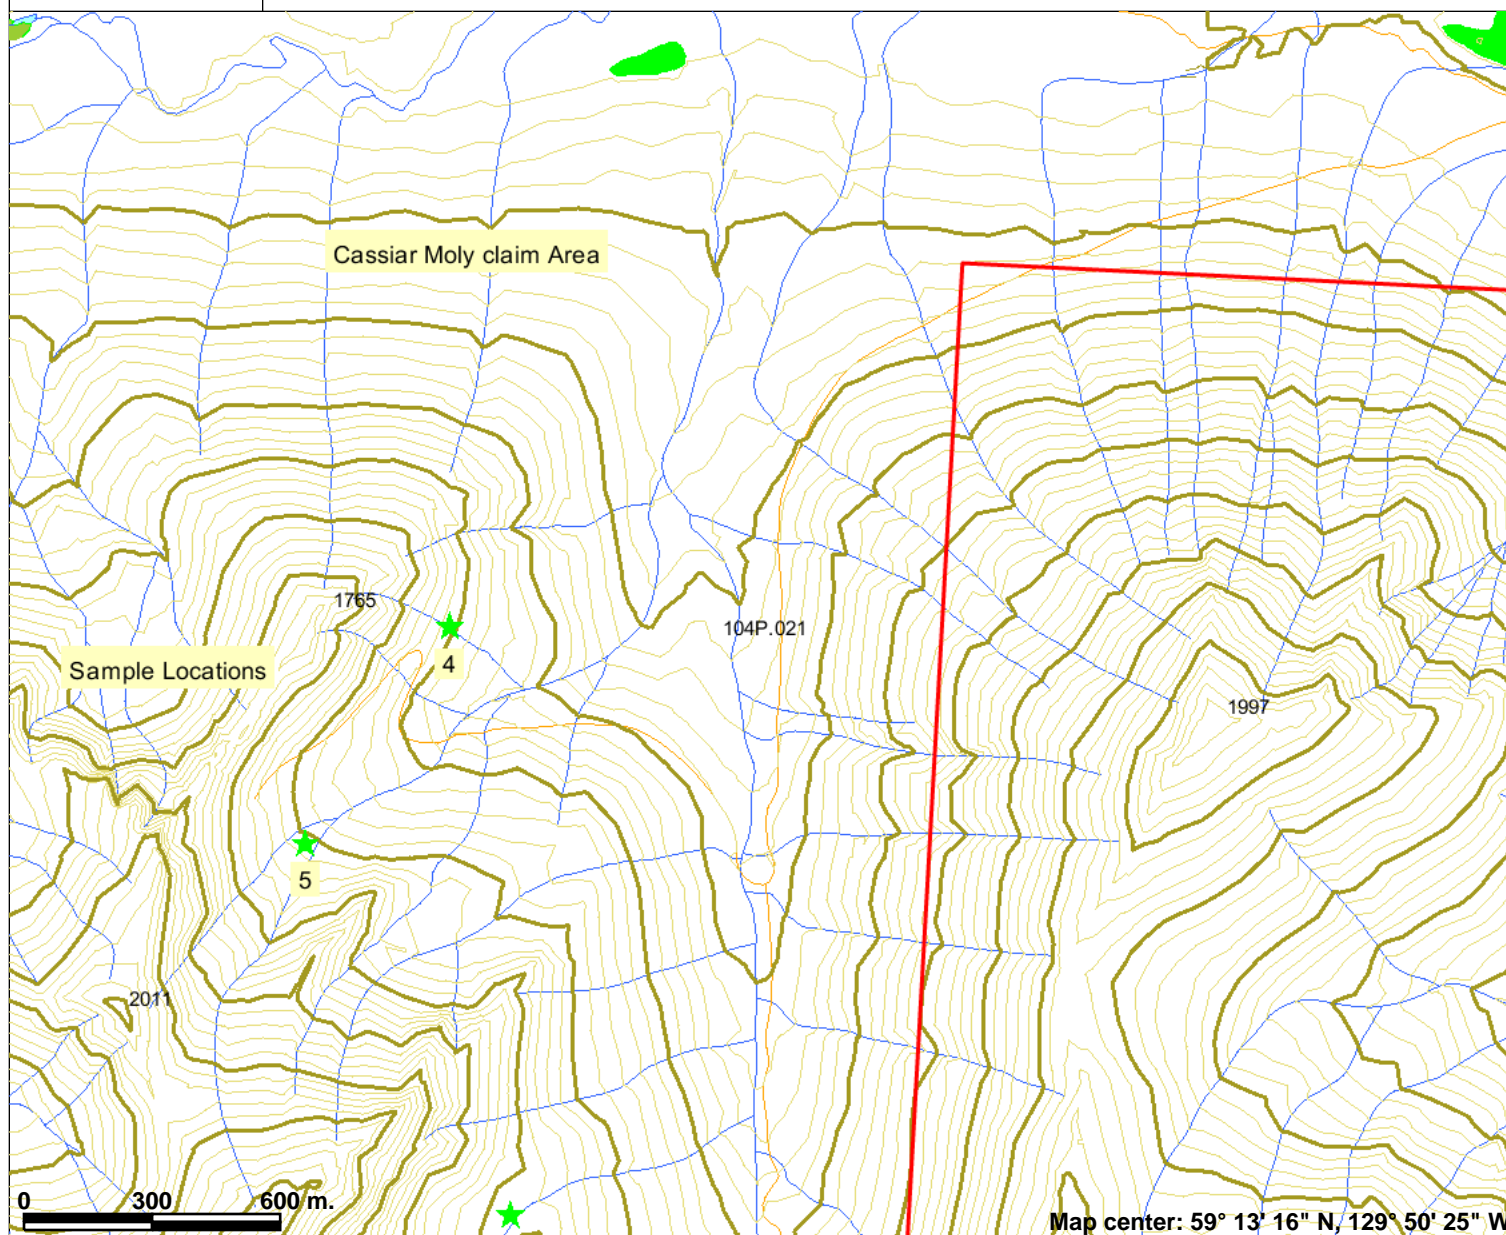 Cassiar Moly claim Area
1765
104P.021
4
Sample Locations
1997
5
2011
0 300 600 m.
Map center: 59° 13' 16" N, 129° 50' 25" W